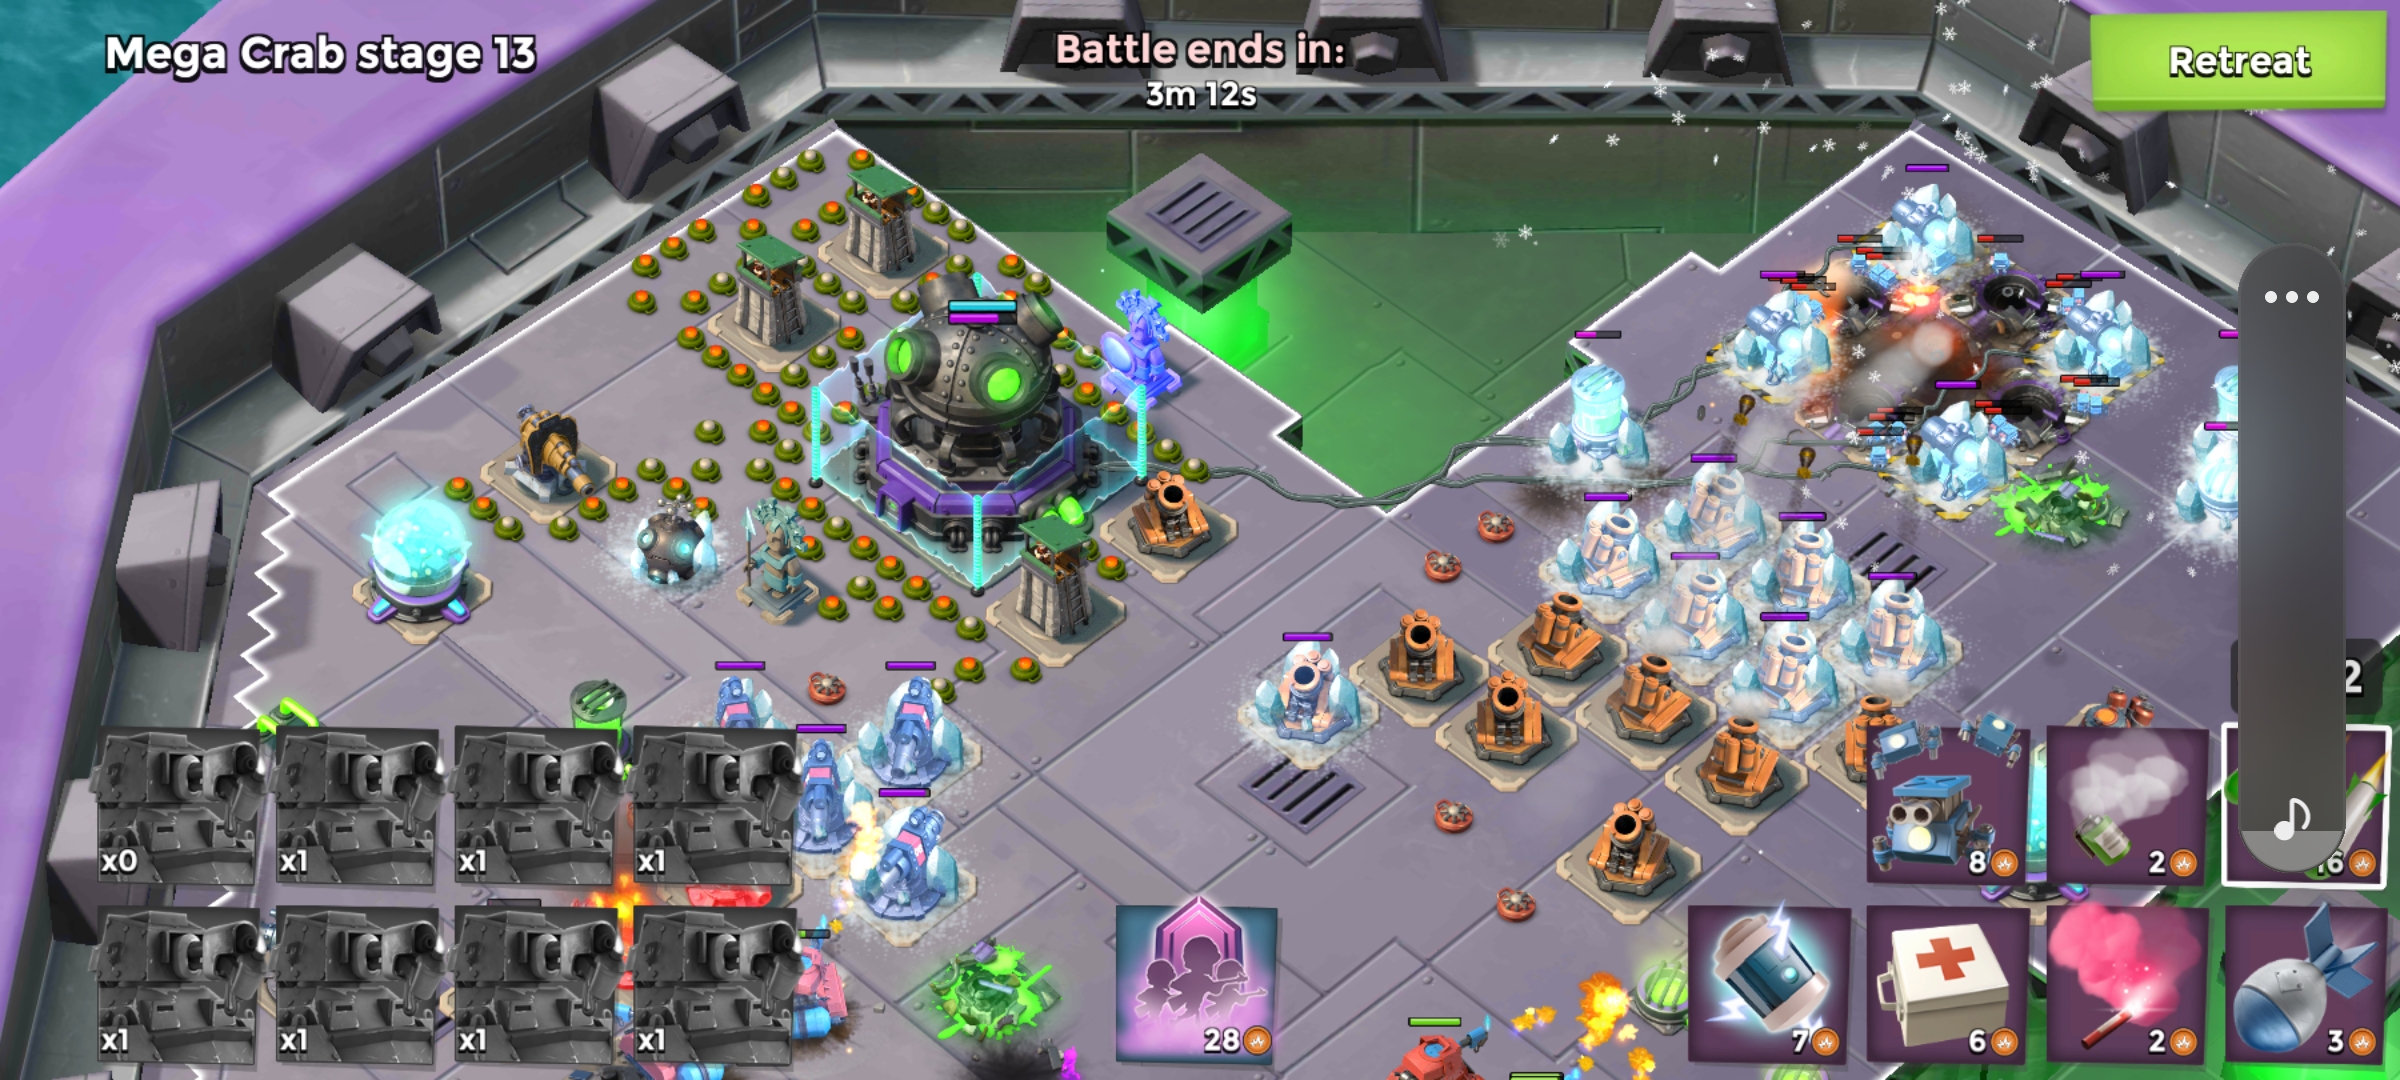 Mega Crab stage 13
Battle ends in:
3m 12s
Retreat
2
x0
x1
x1
x1
8
2
16
x1
x1
x1
x1
28
7
6
2
3